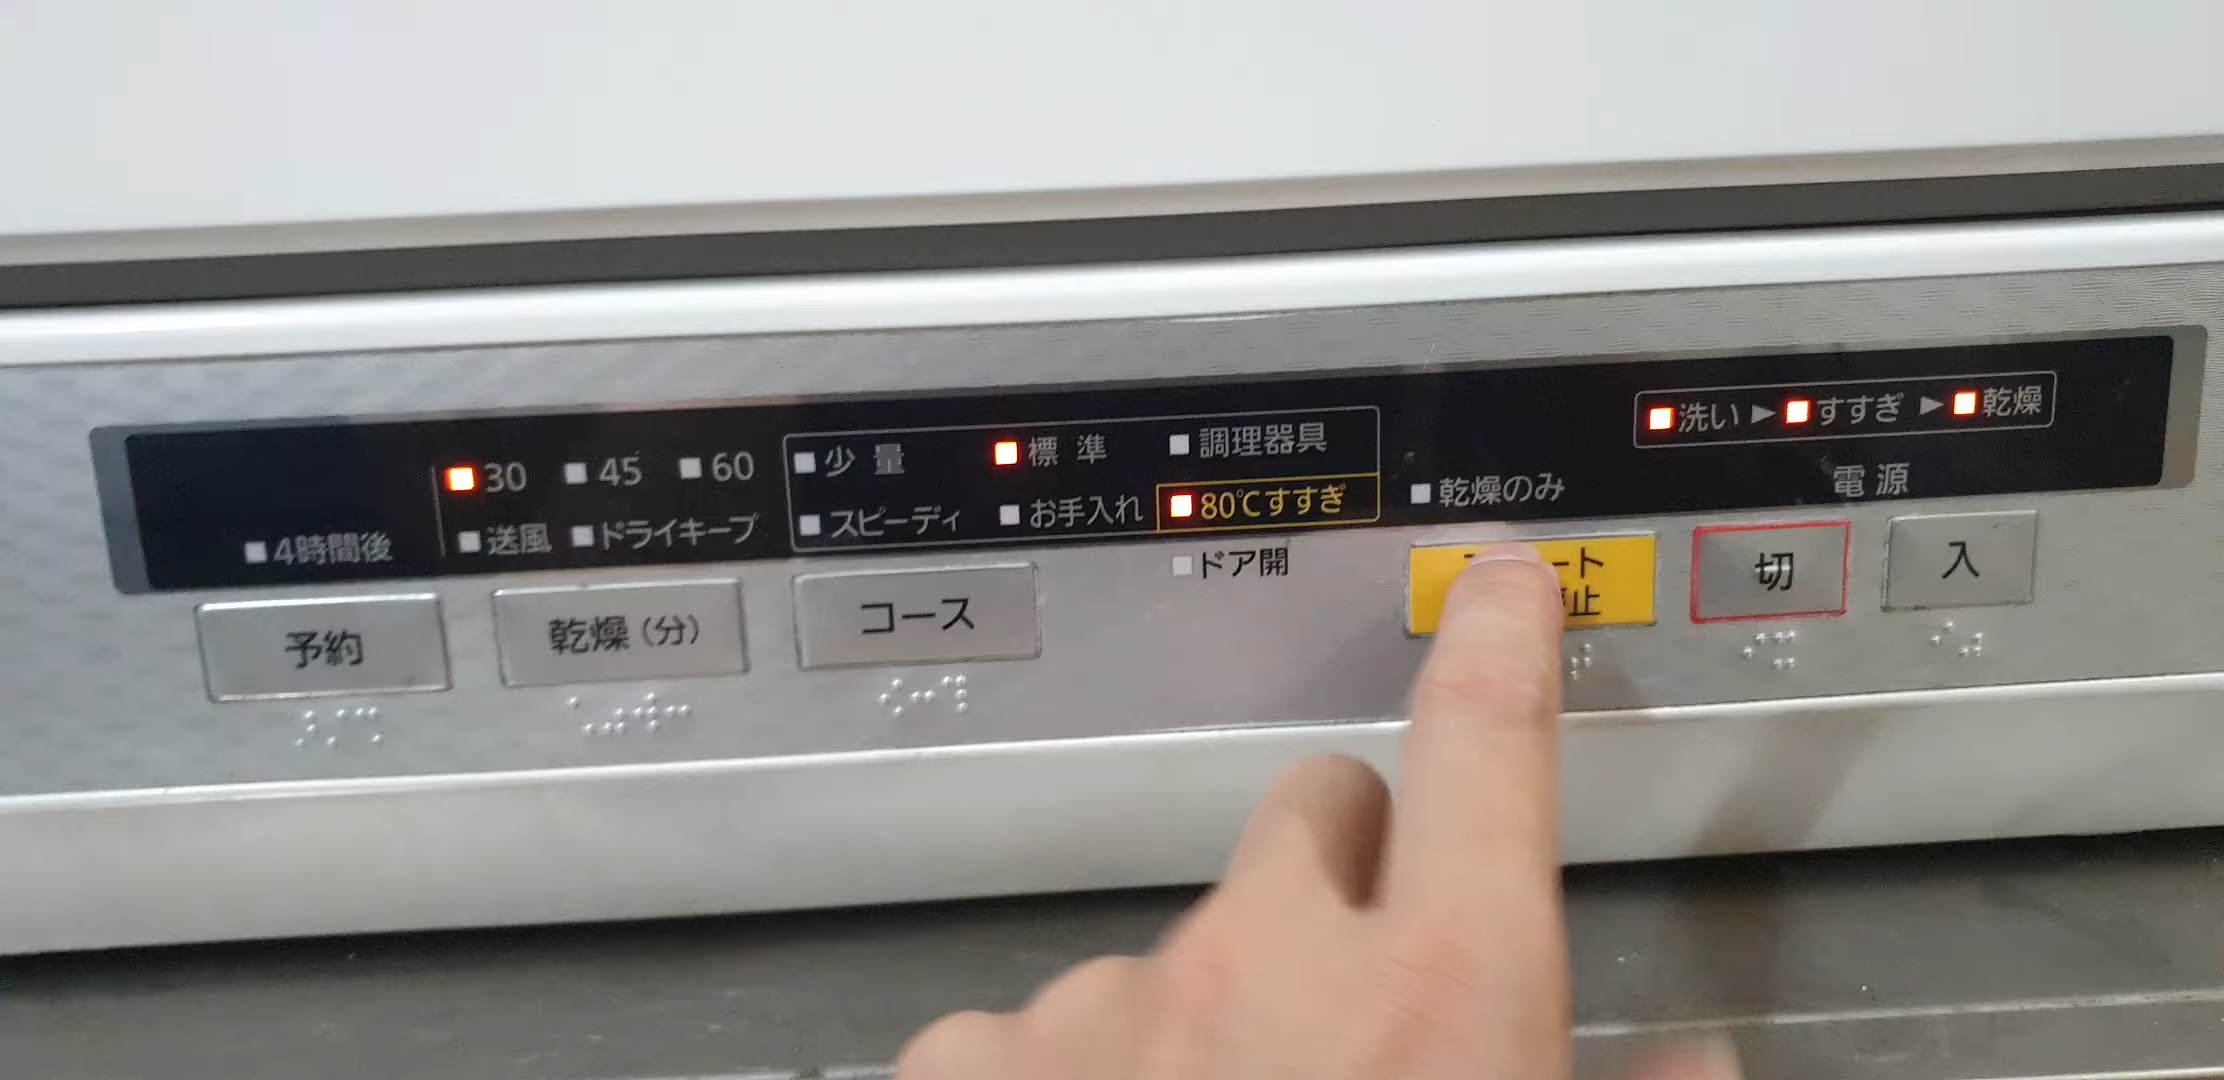 洗い▶すすぎ▶乾燥
30 45 60
少量 標準 調理器具
4時間後
送風 ドライキープ
スピーディ お手入れ 80℃すすぎ
乾燥のみ
電源
ドア開
予約
乾燥(分)
コース
切
入